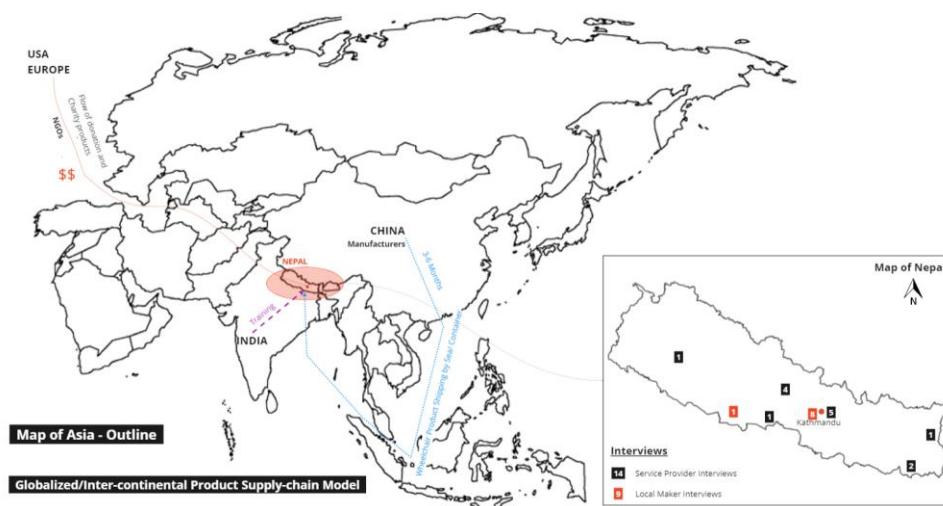 USA
EUROPE
Flow of donation and
Charity products
NGOs
$$
CHINA
Manufacturers
3-6 Months
NEPAL
Training
INDIA
Wheelchair Product Shipping by Sea/ Container
Map of Asia - Outline
Globalized/Inter-continental Product Supply-chain Model
Map of Nepa
N
1
4
1
1
8
5
Kathmandu
1
2
Interviews
14 Service Provider Interviews
9 Local Maker Interviews